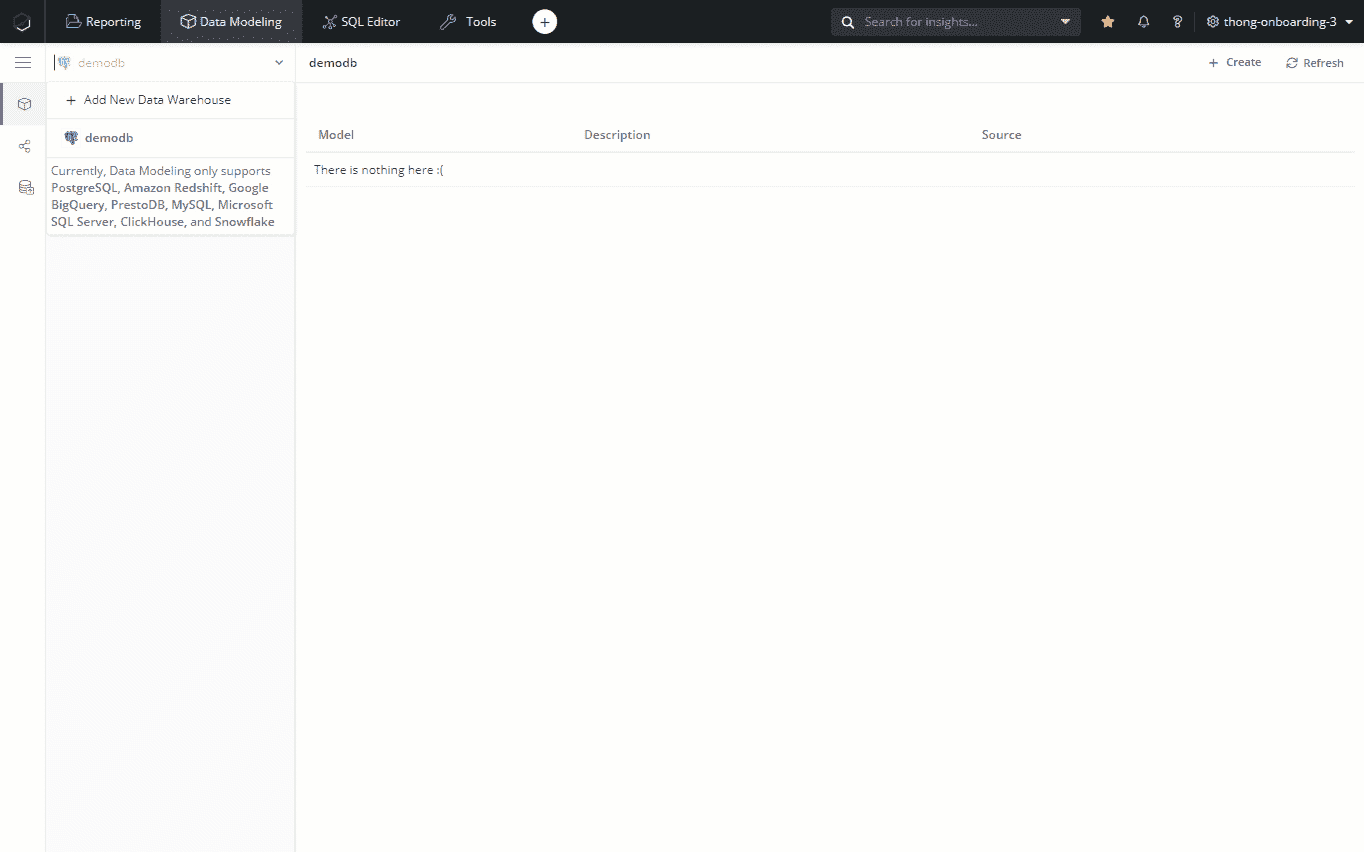 Reporting
Data Modeling
SQL Editor
Tools
+
Search for insights...
?
thong-onboarding-3
demodb
demodb
+ Create
Refresh
+ Add New Data Warehouse
demodb
Currently, Data Modeling only supports
PostgreSQL, Amazon Redshift, Google
BigQuery, PrestoDB, MySQL, Microsoft
SQL Server, ClickHouse, and Snowflake
Model Description Source
There is nothing here :(